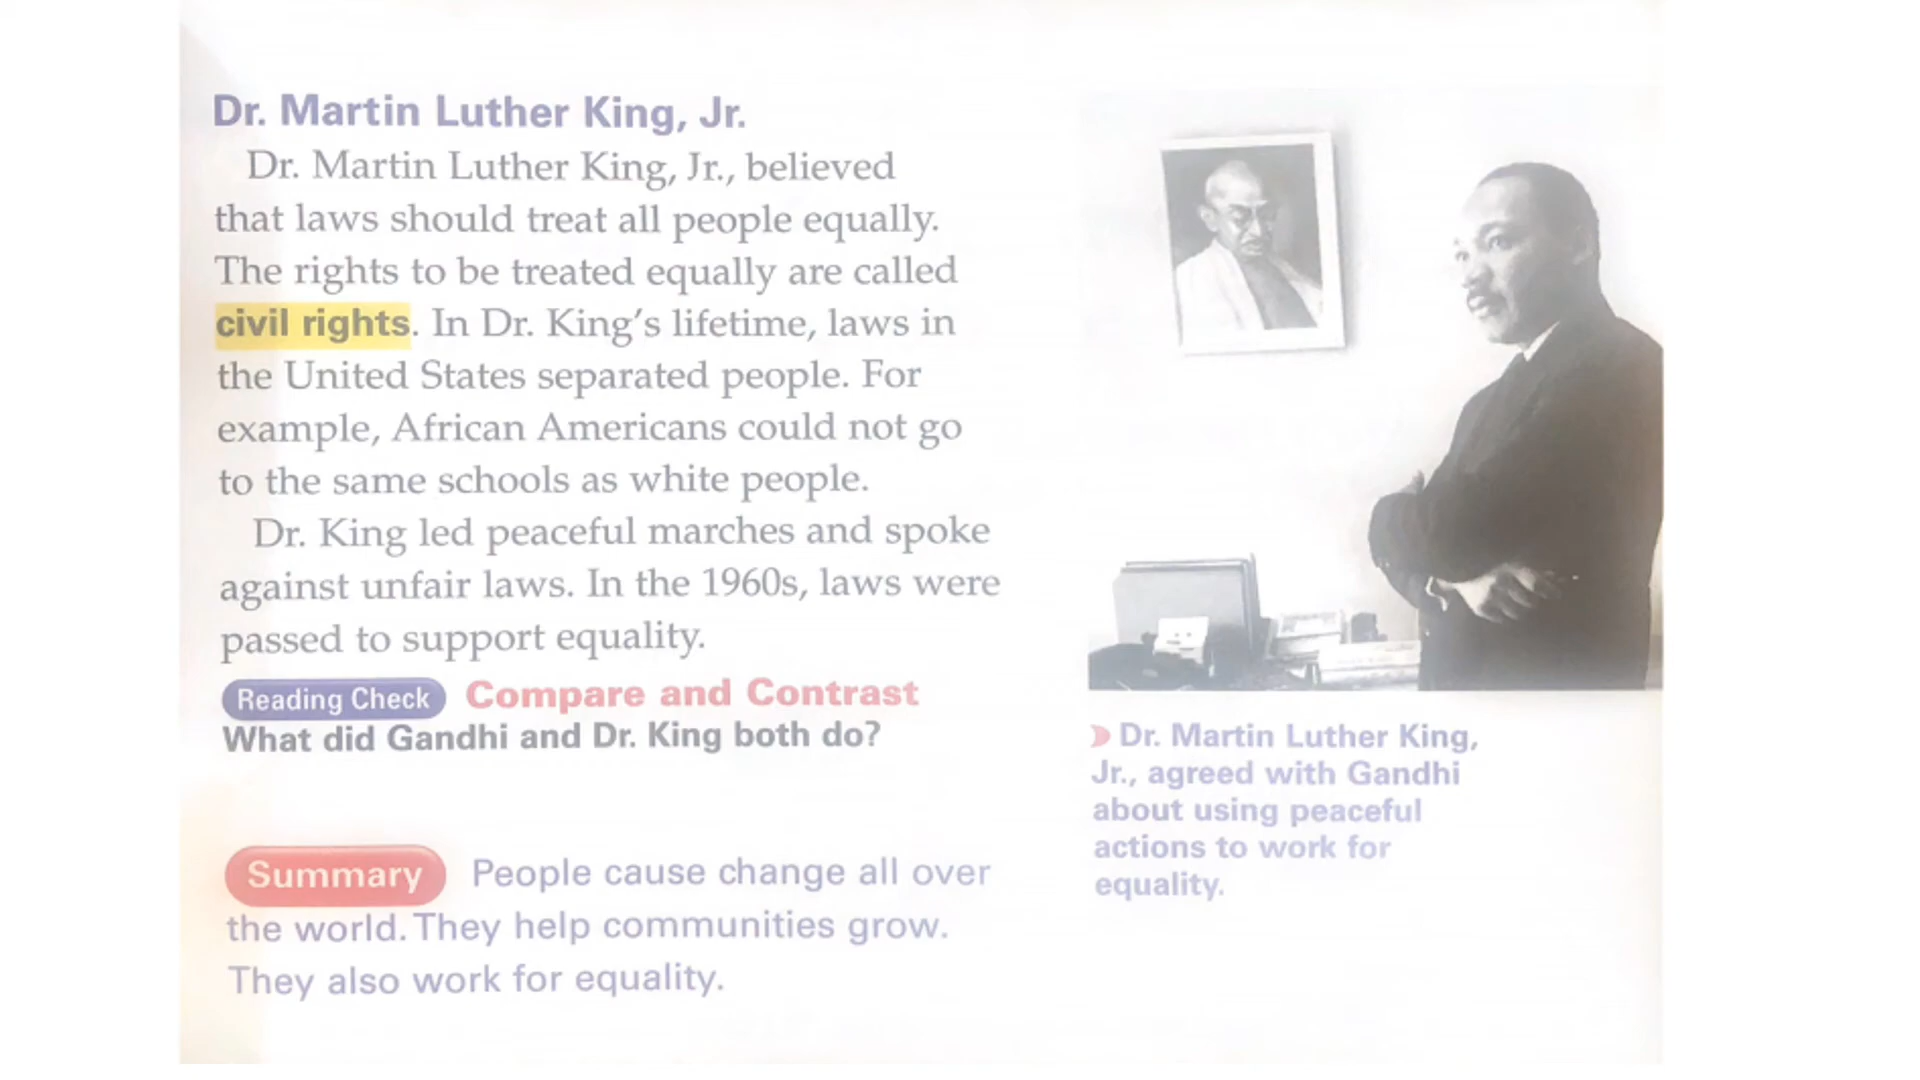 Dr. Martin Luther King, Jr.
Dr. Martin Luther King, Jr., believed
that laws should treat all people equally.
The rights to be treated equally are called
civil rights. In Dr. King's lifetime, laws in
the United States separated people. For
example, African Americans could not go
to the same schools as white people.
Dr. King led peaceful marches and spoke
against unfair laws. In the 1960s, laws were
passed to support equality.
Reading Check Compare and Contrast
What did Gandhi and Dr. King both do?
Summary People cause change all over
the world. They help communities grow.
They also work for equality.
Dr. Martin Luther King,
Jr., agreed with Gandhi
about using peaceful
actions to work for
equality.